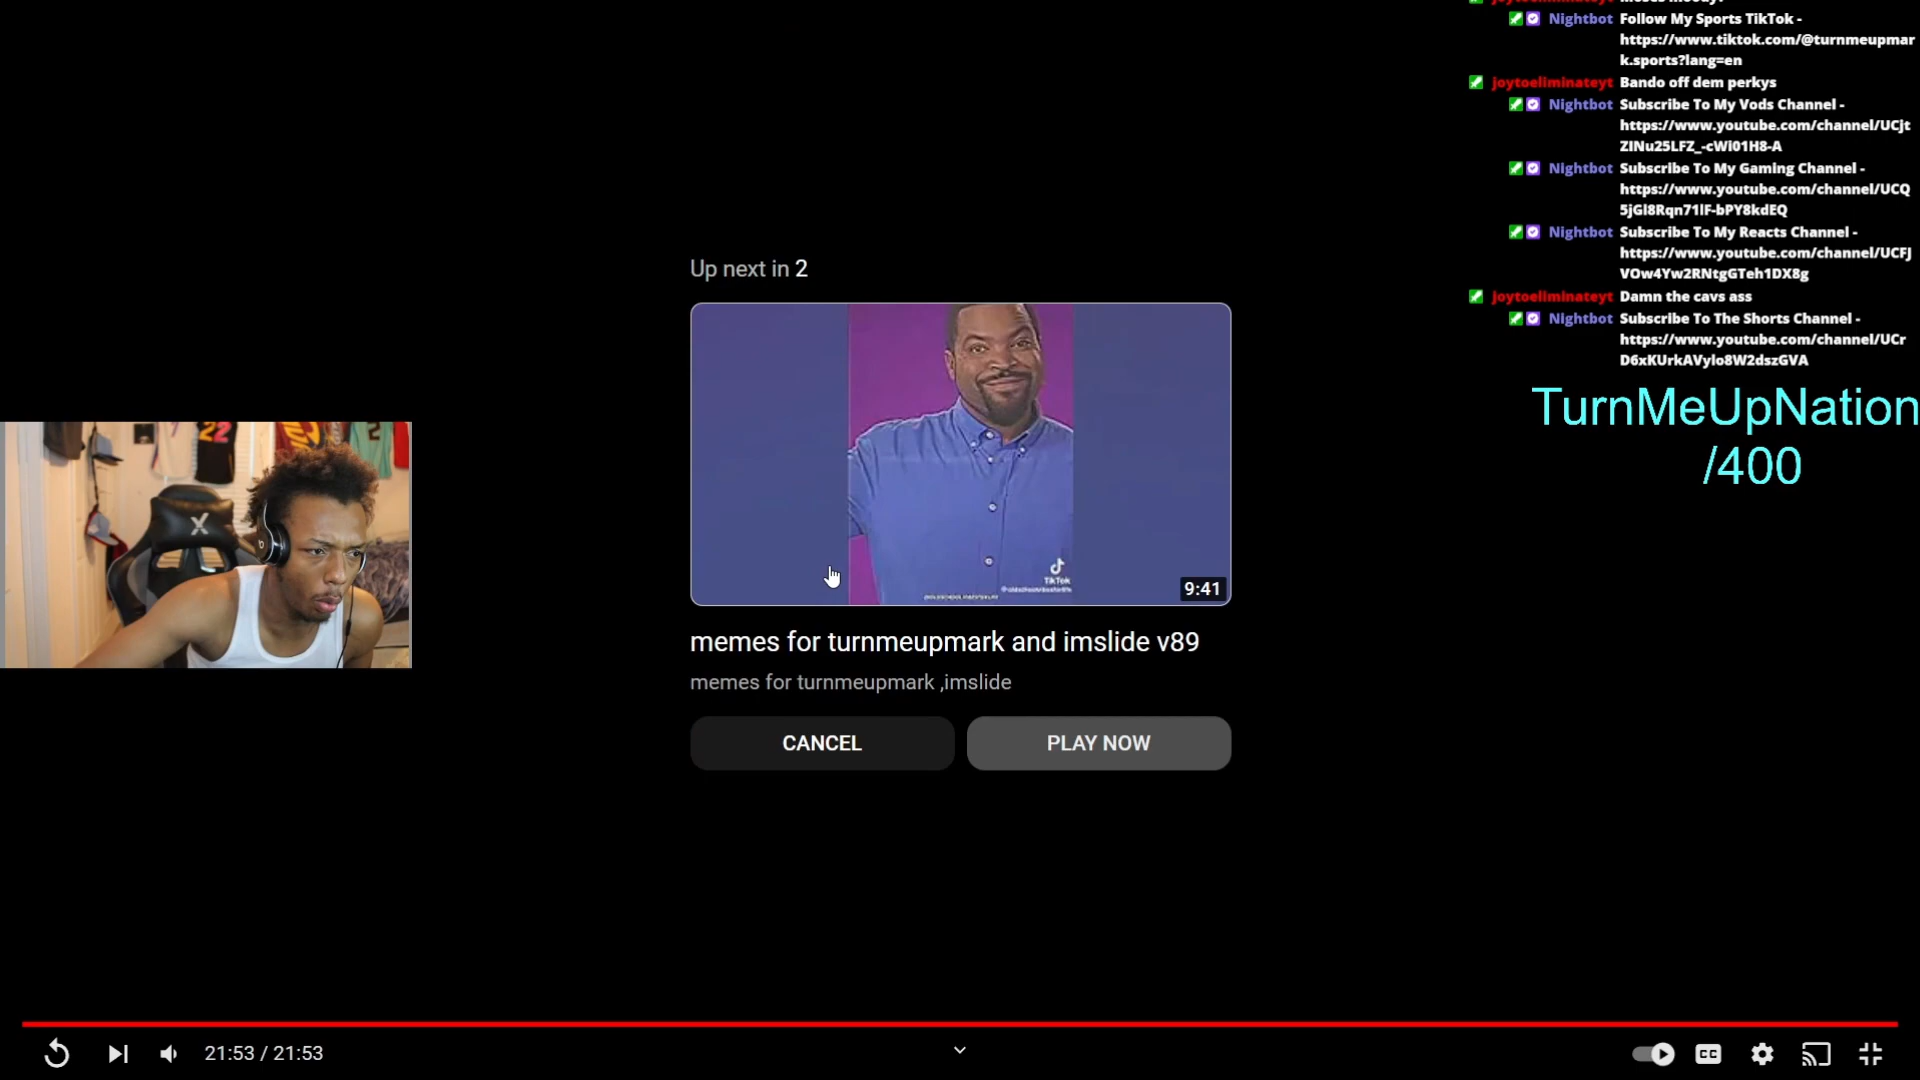 Nightbot Follow My Sports TikTok -
https://www.tiktok.com/@turnmeupmar
k.sports?lang=en
joytoeliminateyt Bando off dem perkys
Nightbot Subscribe To My Vods Channel -
https://www.youtube.com/channel/UCjt
ZINu25LFZ_-cWi01H8-A
Nightbot Subscribe To My Gaming Channel -
https://www.youtube.com/channel/UCQ
5jGl8Rqn71lF-bPY8kdEQ
Nightbot Subscribe To My Reacts Channel -
https://www.youtube.com/channel/UCFJ
VOw4Yw2RNtgGTeh1DX8g
joytoeliminateyt Damn the cavs ass
Nightbot Subscribe To The Shorts Channel -
https://www.youtube.com/channel/UCr
D6xKUrkAVylo8W2dszGVA
TurnMeUpNation
/400
Up next in 2
TikTok
9:41
memes for turnmeupmark and imslide v89
memes for turnmeupmark ,imslide
CANCEL
PLAY NOW
21:53 / 21:53
CC